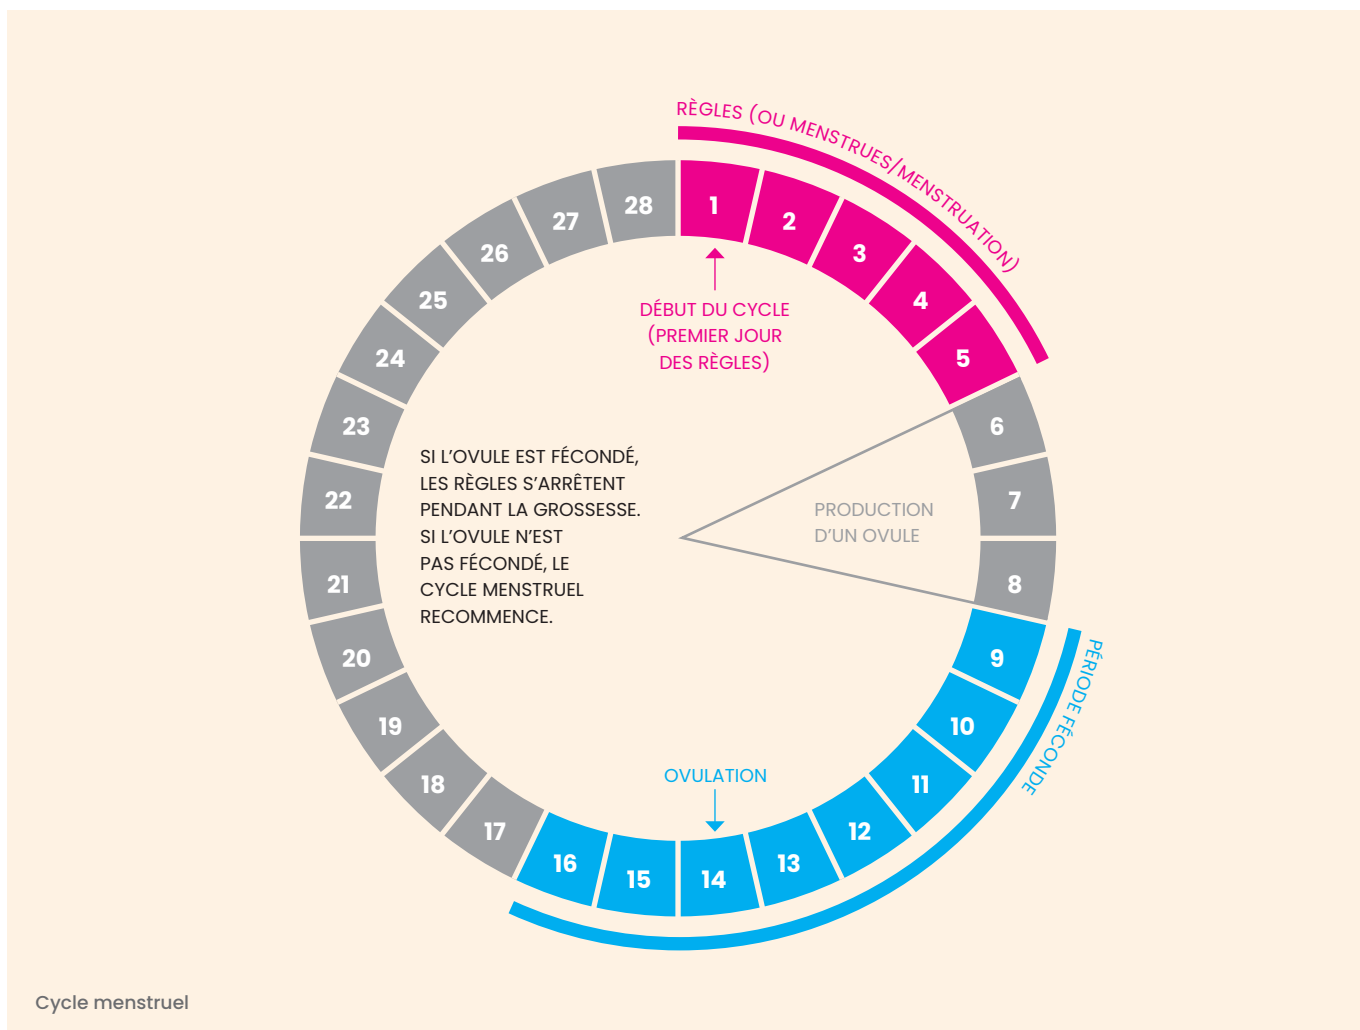 RÈGLES (OU MENSTRUES/MENSTRUATION)
1
2
3
4
5
6
7
8
9
10
11
12
13
14
15
16
17
18
19
20
21
22
23
24
25
26
27
28
DÉBUT DU CYCLE
(PREMIER JOUR
DES RÈGLES)
SI L’OVULE EST FÉCONDÉ,
LES RÈGLES S’ARRÊTENT
PENDANT LA GROSSESSE.
SI L’OVULE N’EST
PAS FÉCONDÉ, LE
CYCLE MENSTRUEL
RECOMMENCE.
PRODUCTION
D’UN OVULE
PÉRIODE FÉCONDE
OVULATION
Cycle menstruel